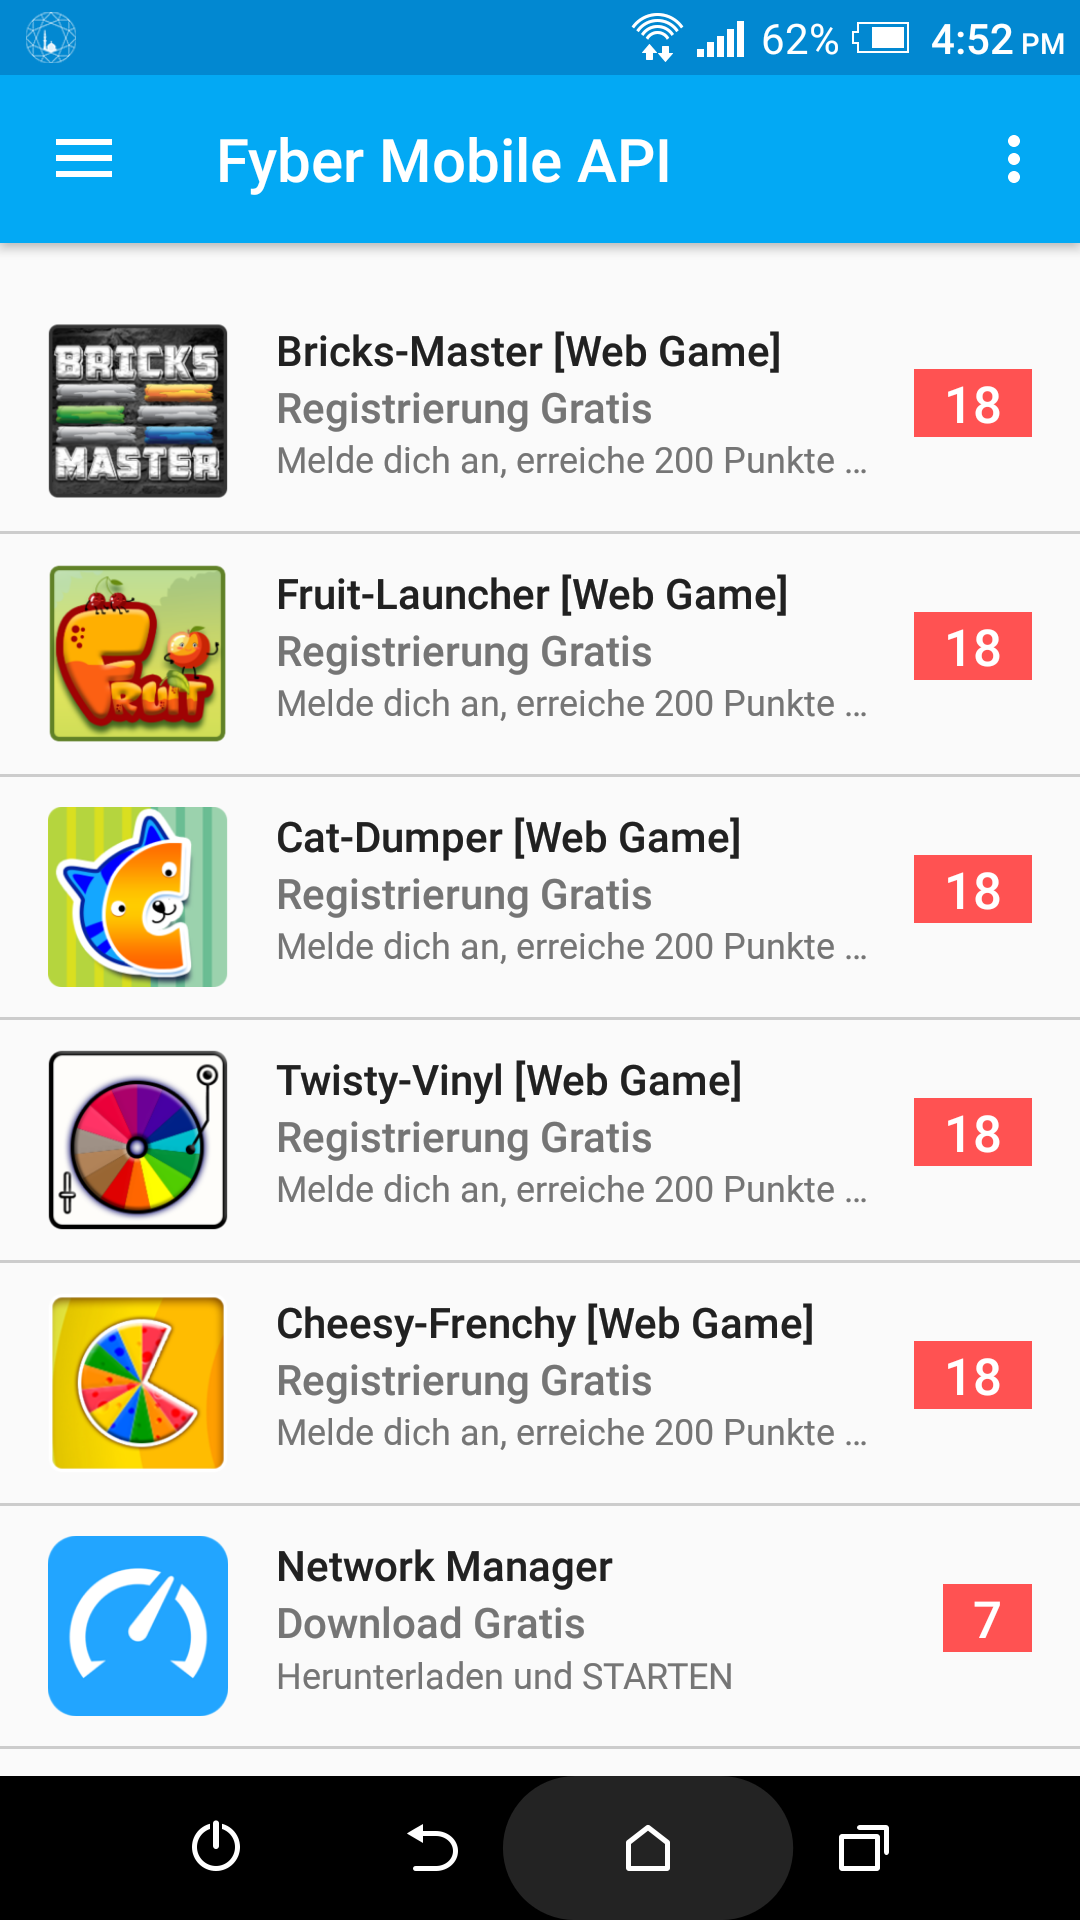 62% 4:52 PM
Fyber Mobile API
BRICKS
MASTER
Bricks-Master [Web Game]
Registrierung Gratis
Melde dich an, erreiche 200 Punkte ...
18
FRUIT
Fruit-Launcher [Web Game]
Registrierung Gratis
Melde dich an, erreiche 200 Punkte ...
18
Cat-Dumper [Web Game]
Registrierung Gratis
Melde dich an, erreiche 200 Punkte ...
18
Twisty-Vinyl [Web Game]
Registrierung Gratis
Melde dich an, erreiche 200 Punkte ...
18
Cheesy-Frenchy [Web Game]
Registrierung Gratis
Melde dich an, erreiche 200 Punkte ...
18
Network Manager
Download Gratis
Herunterladen und STARTEN
7